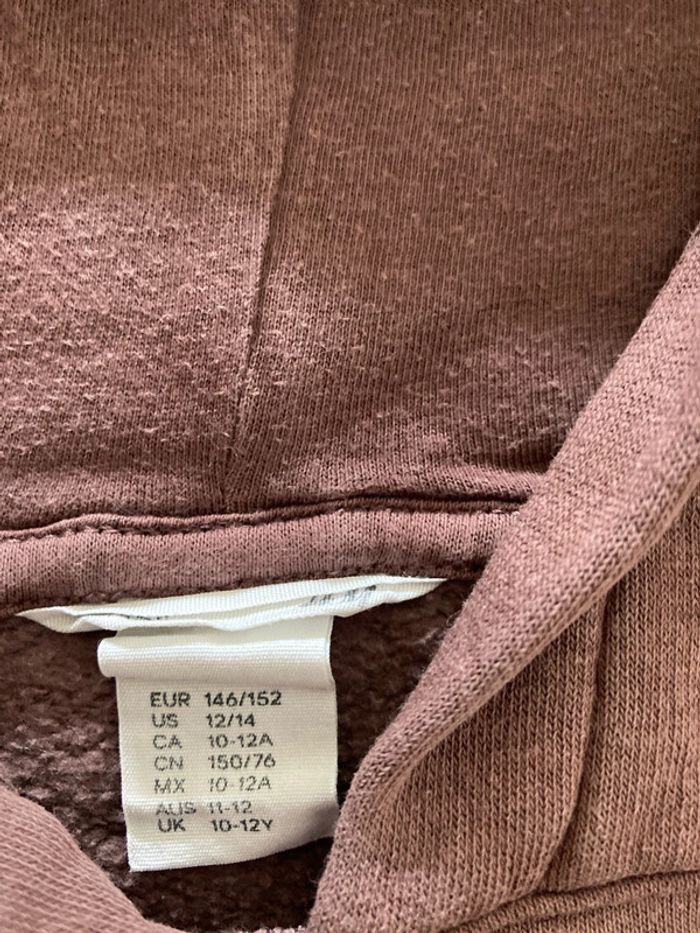 EUR 146/152
US 12/14
CA 10-12A
CN 150/76
MX 10-12A
AUS 11-12
UK 10-12Y